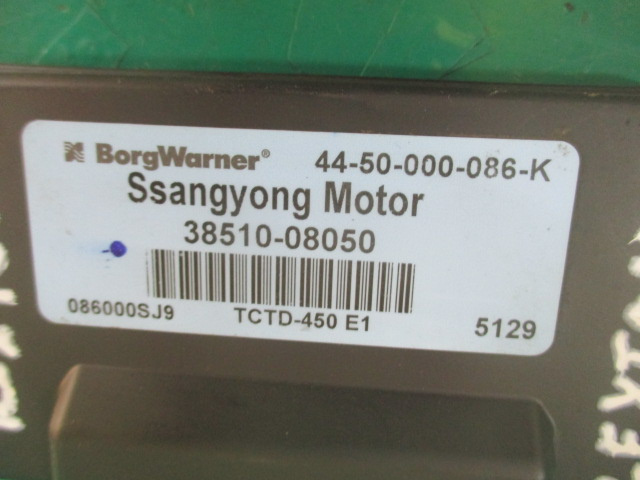 BorgWarner® 44-50-000-086-K
Ssangyong Motor
38510-08050
086000SJ9 TCTD-450 E1 5129